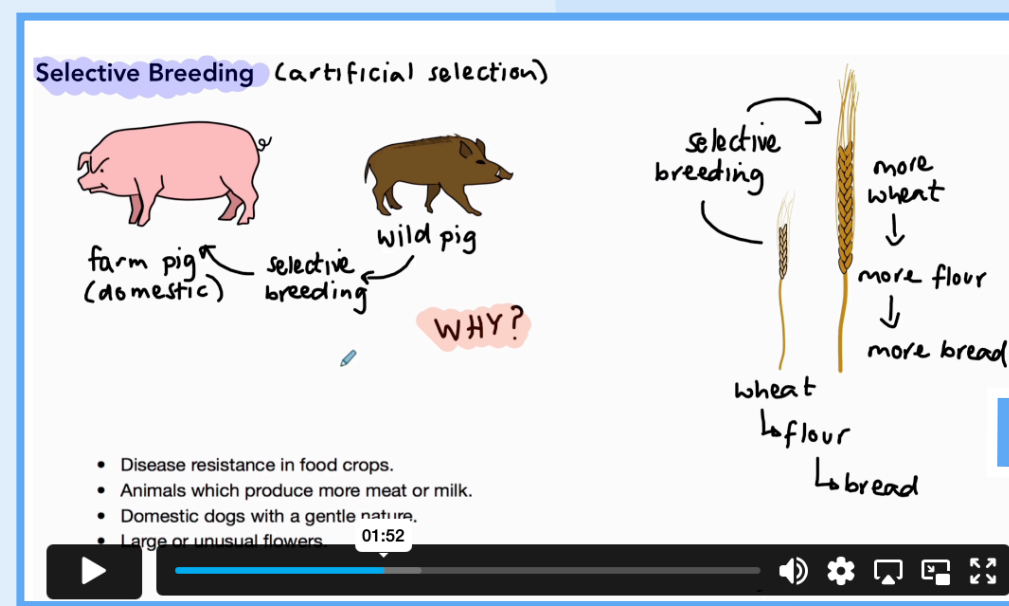 Selective Breeding (artificial selection)
farm pig
(domestic)
selective
breeding
wild pig
WHY?
selective
breeding
more
wheat
more flour
more bread
wheat
flour
bread
• Disease resistance in food crops.
• Animals which produce more meat or milk.
• Domestic dogs with a gentle nature.
• Large or unusual flowers.
01:52